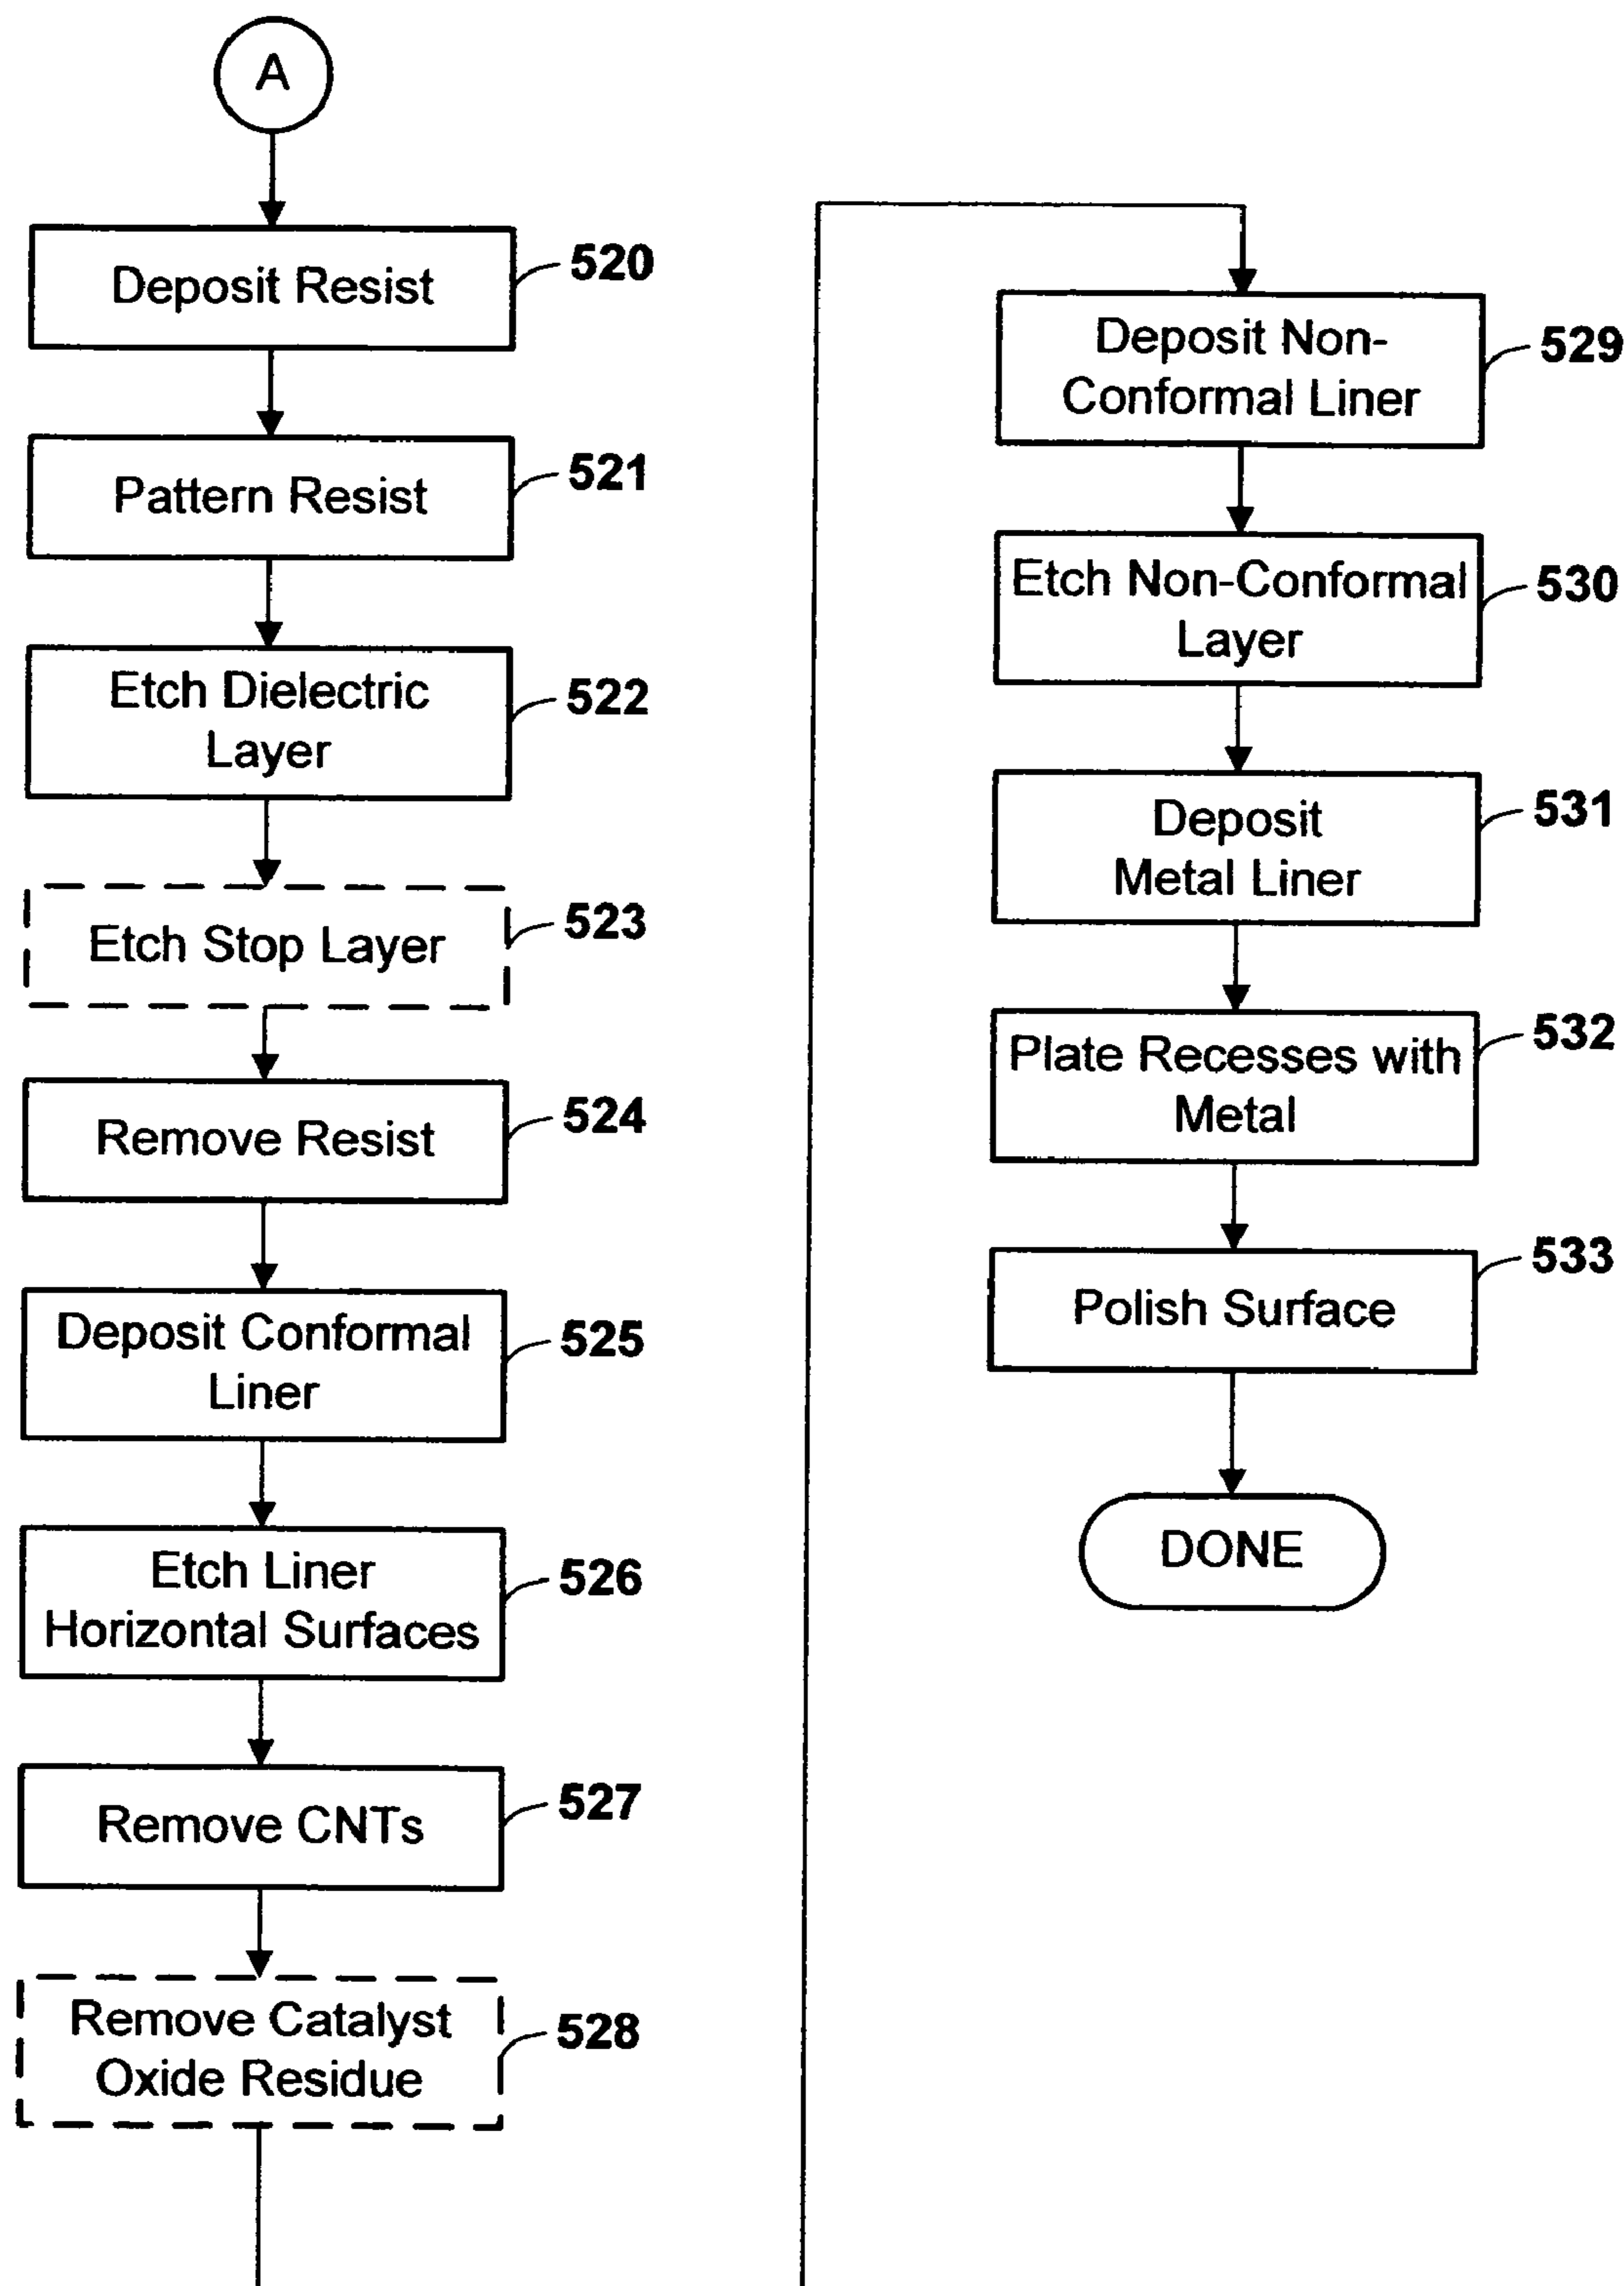 A
Deposit Resist
520
Pattern Resist
521
Etch Dielectric
Layer
522
Etch Stop Layer
523
Remove Resist
524
Deposit Conformal
Liner
525
Etch Liner
Horizontal Surfaces
526
Remove CNTs
527
Remove Catalyst
Oxide Residue
528
Deposit Non-
Conformal Liner
529
Etch Non-Conformal
Layer
530
Deposit
Metal Liner
531
Plate Recesses with
Metal
532
Polish Surface
533
DONE